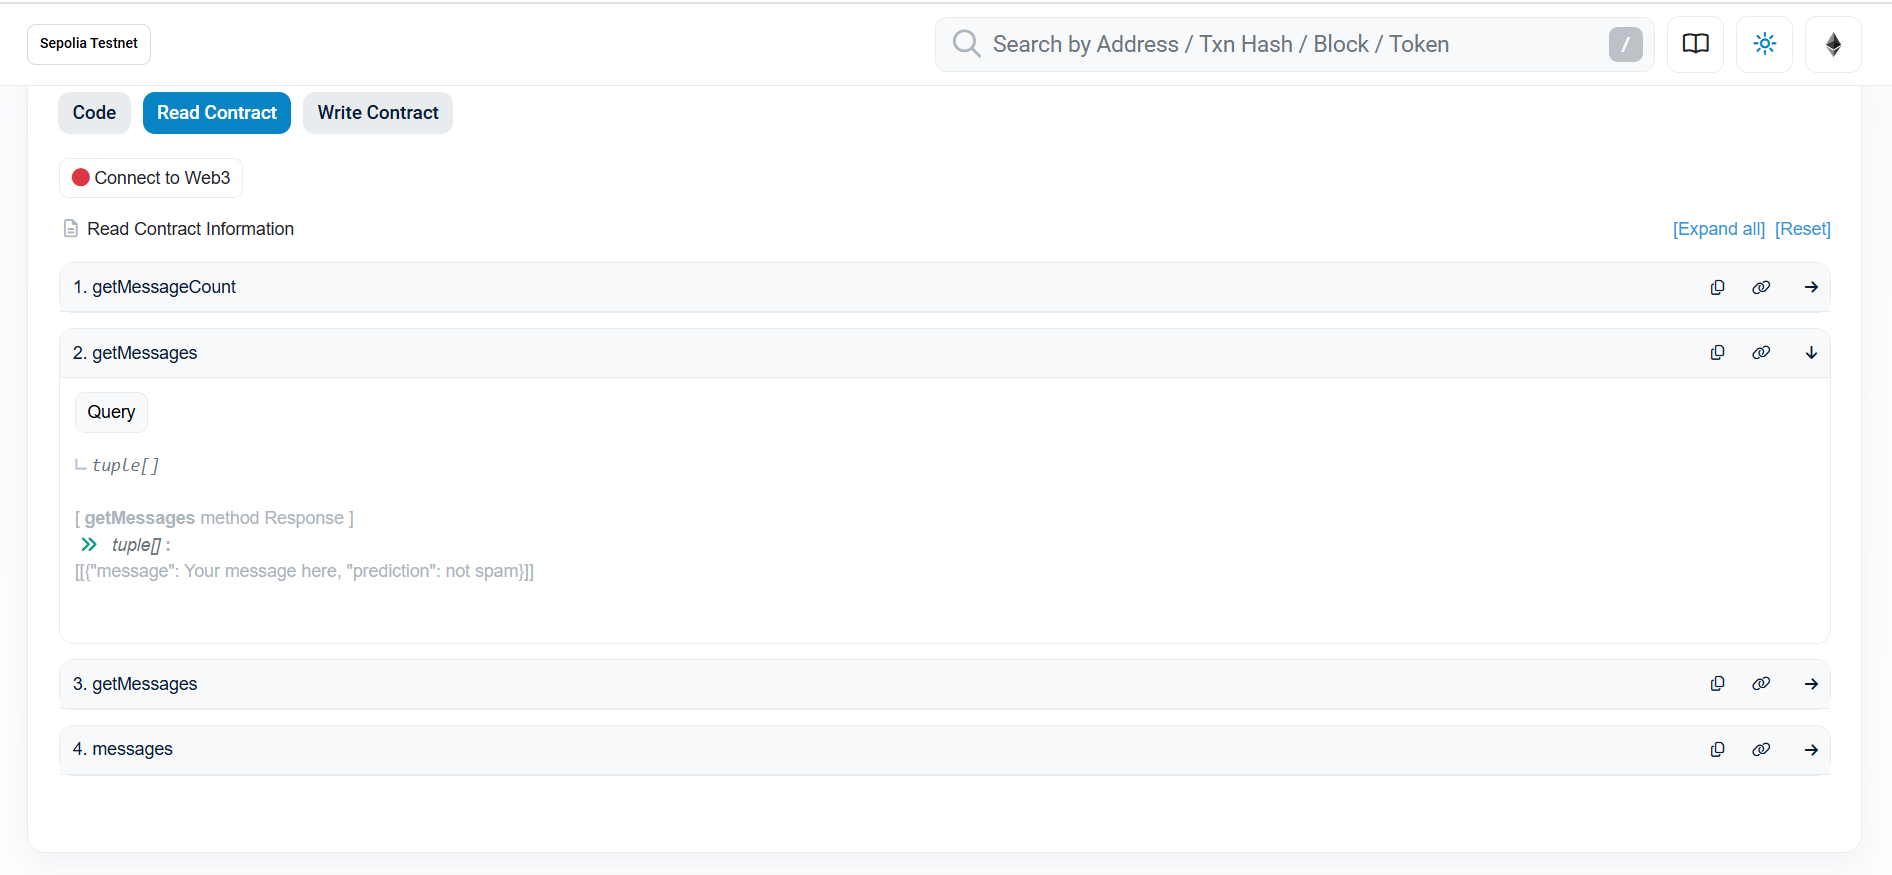 Sepolia Testnet
Search by Address / Txn Hash / Block / Token
/
Code
Read Contract
Write Contract
Connect to Web3
Read Contract Information
[Expand all] [Reset]
1. getMessageCount
2. getMessages
Query
tuple[]
[ getMessages method Response ]
tuple[] :
[[{"message": Your message here, "prediction": not spam}]]
3. getMessages
4. messages